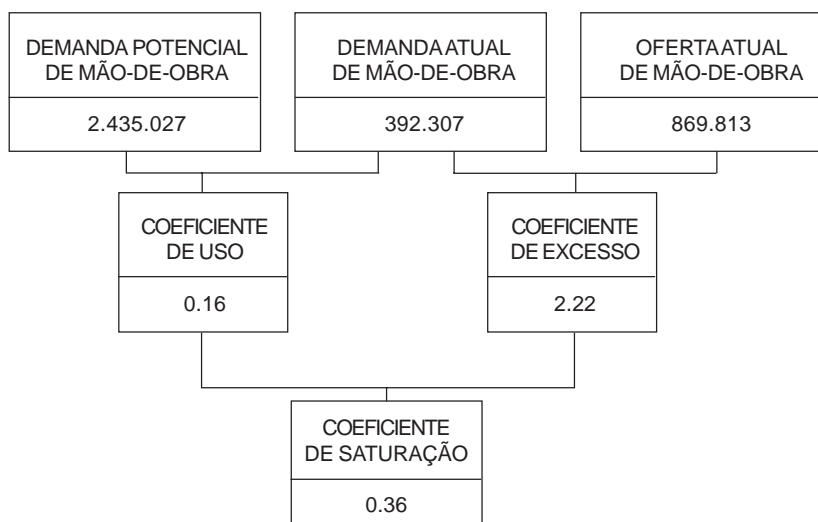 DEMANDA POTENCIAL
DE MÃO-DE-OBRA
2.435.027
DEMANDA ATUAL
DE MÃO-DE-OBRA
392.307
OFERTA ATUAL
DE MÃO-DE-OBRA
869.813
COEFICIENTE
DE USO
0.16
COEFICIENTE
DE EXCESSO
2.22
COEFICIENTE
DE SATURAÇÃO
0.36